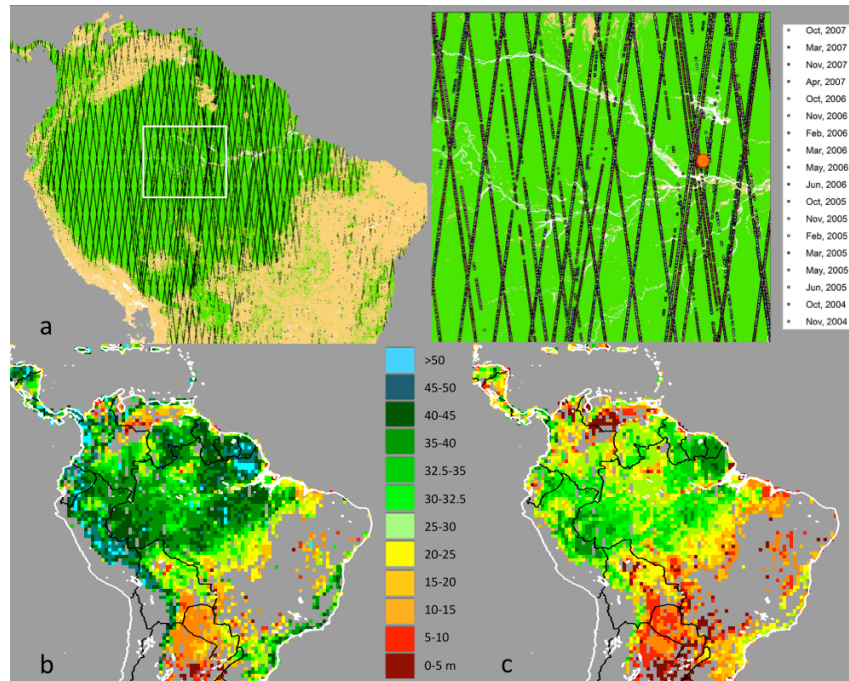 a
Oct, 2007
Mar, 2007
Nov, 2007
Apr, 2007
Oct, 2006
Nov, 2006
Feb, 2006
Mar, 2006
May, 2006
Jun, 2006
Oct, 2005
Nov, 2005
Feb, 2005
Mar, 2005
May, 2005
Jun, 2005
Oct, 2004
Nov, 2004
b
>50
45-50
40-45
35-40
32.5-35
30-32.5
25-30
20-25
15-20
10-15
5-10
0-5 m
c